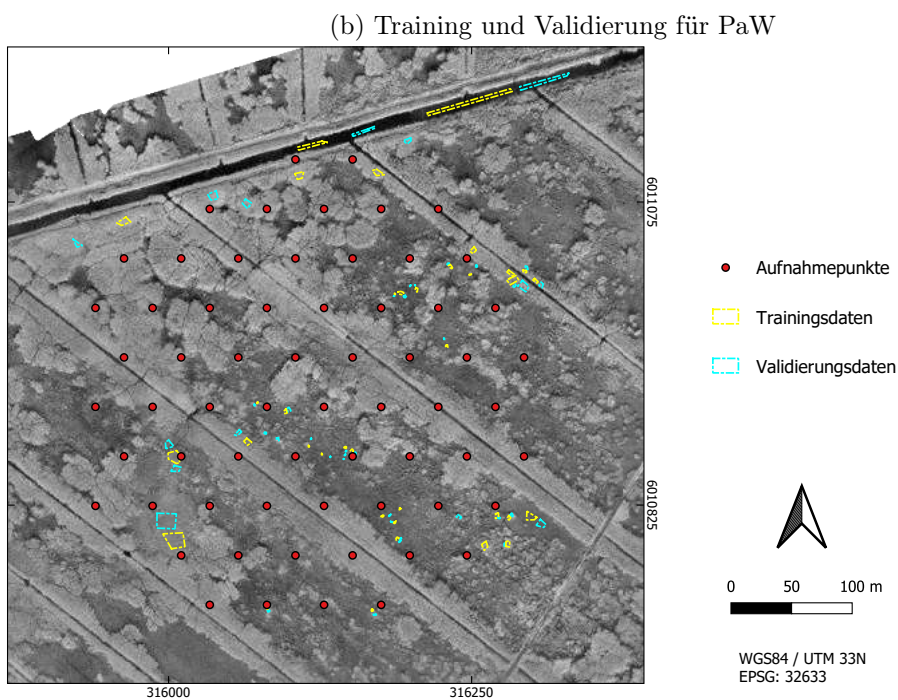 (b) Training und Validierung für PaW
6011075
6010825
316000
316250
Aufnahmepunkte
Trainingsdaten
Validierungsdaten
0 50 100 m
WGS84 / UTM 33N
EPSG: 32633